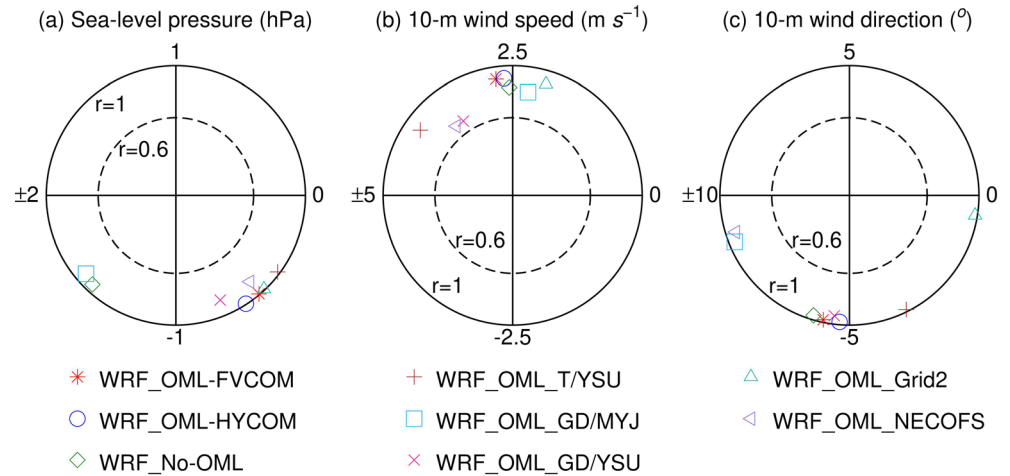 (a) Sea-level pressure (hPa) (b) 10-m wind speed (m s⁻¹) (c) 10-m wind direction (°)
1 2.5 5
r=1
r=0.6
±2 0 ±5 0 ±10 0
r=0.6 r=0.6
r=1 r=1
-1 -2.5 -5
WRF_OML-FVCOM WRF_OML_T/YSU WRF_OML_Grid2
WRF_OML-HYCOM WRF_OML_GD/MYJ WRF_OML_NECOFS
WRF_No-OML WRF_OML_GD/YSU